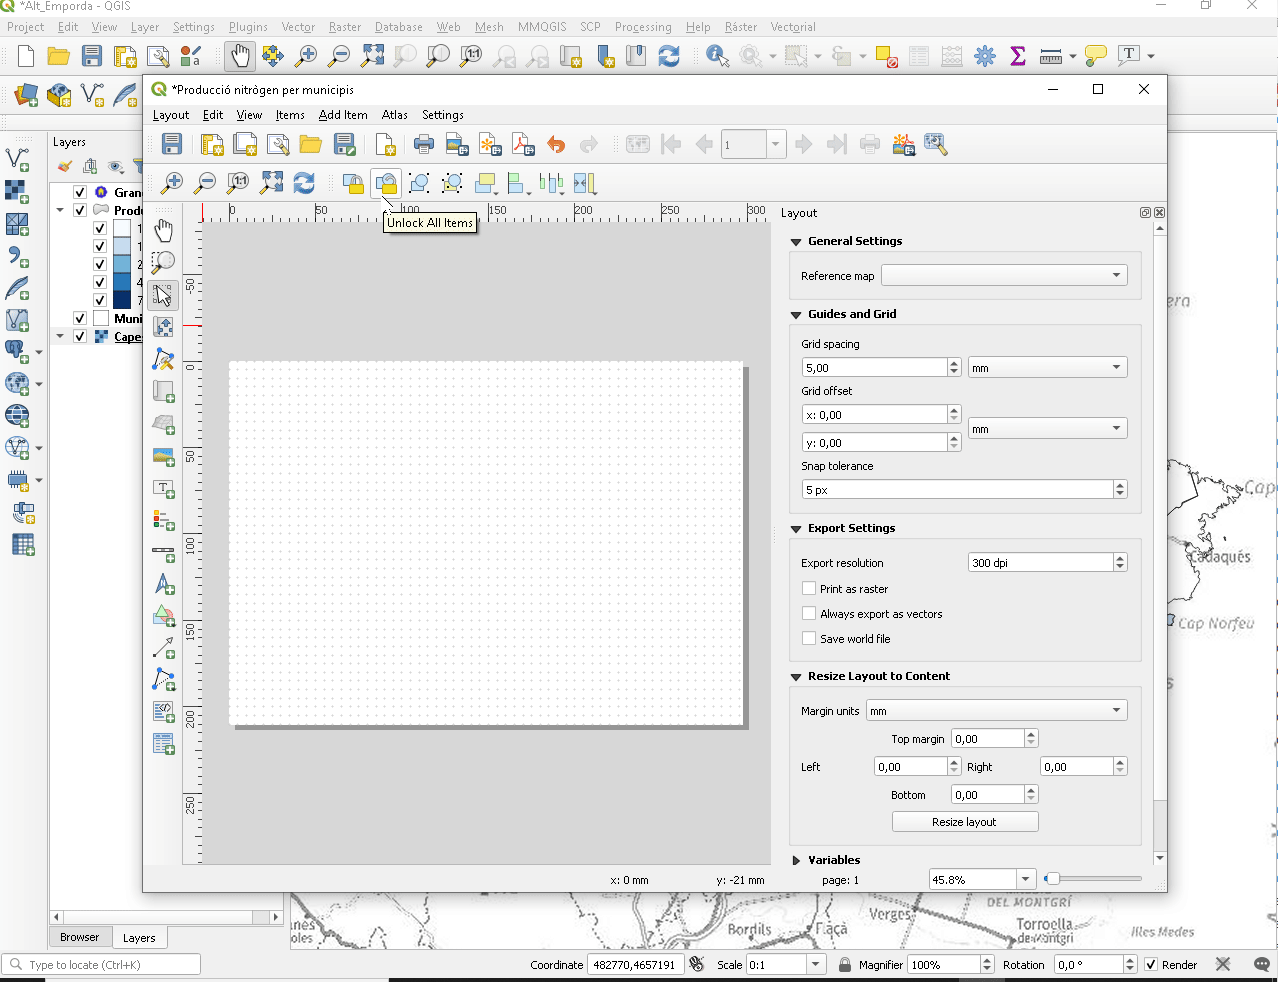 *Alt_Emporda — QGIS
Project Edit View Layer Settings Plugins Vector Raster Database Web Mesh MMQGIS SCP Processing Help Ràster Vectorial
*Producció nitrògen per municipis
Layout Edit View Items Add Item Atlas Settings
1
Layers
Unlock All Items
0 50 100 150 200 250 300
-50
0
50
100
150
200
250
Gran
Produ
1
1
2
4
7
Muni
Cape
Layout
General Settings
Reference map
Guides and Grid
Grid spacing
5,00 mm
Grid offset
x: 0,00
mm
y: 0,00
Snap tolerance
5 px
Export Settings
Export resolution 300 dpi
Print as raster
Always export as vectors
Save world file
Resize Layout to Content
Margin units mm
Top margin 0,00
Left 0,00 Right 0,00
Bottom 0,00
Resize layout
Variables
x: 0 mm y: -21 mm page: 1 45.8%
era
Cap
Cadaqués
Cap Norfeu
s
DEL MONTGRÍ
Verges
Torroella
de Montgrí
Bordils
Flaçà
Illes Medes
nes
oles
Browser Layers
Type to locate (Ctrl+K) Coordinate 482770,4657191 Scale 0:1 Magnifier 100% Rotation 0,0 ° Render